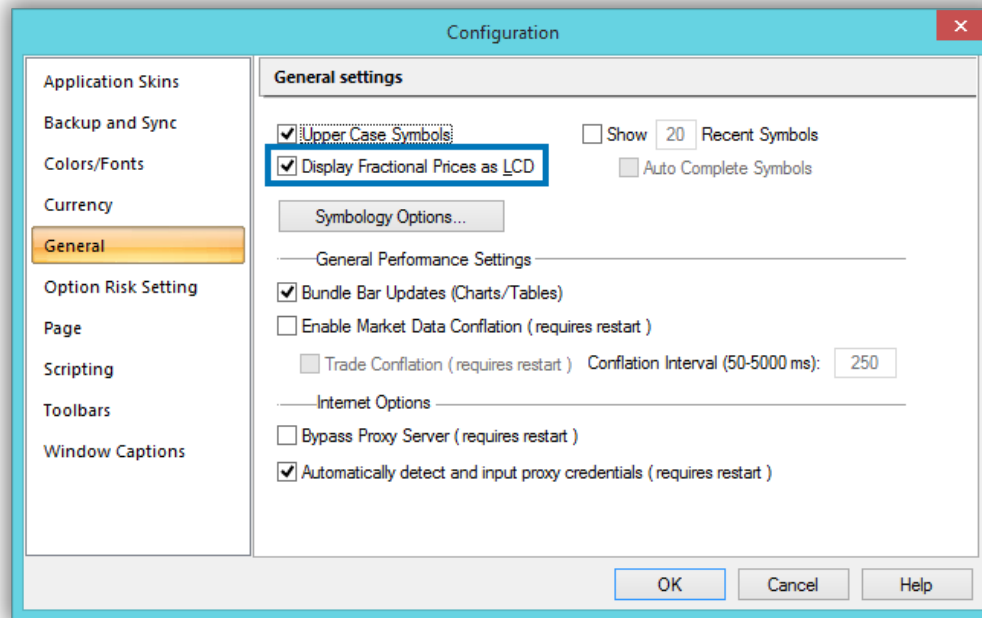 Configuration
Application Skins
Backup and Sync
Colors/Fonts
Currency
General
Option Risk Setting
Page
Scripting
Toolbars
Window Captions
General settings
Upper Case Symbols Show 20 Recent Symbols
Display Fractional Prices as LCD Auto Complete Symbols
Symbology Options...
General Performance Settings
Bundle Bar Updates (Charts/Tables)
Enable Market Data Conflation ( requires restart )
Trade Conflation ( requires restart ) Conflation Interval (50-5000 ms): 250
Internet Options
Bypass Proxy Server ( requires restart )
Automatically detect and input proxy credentials ( requires restart )
OK Cancel Help